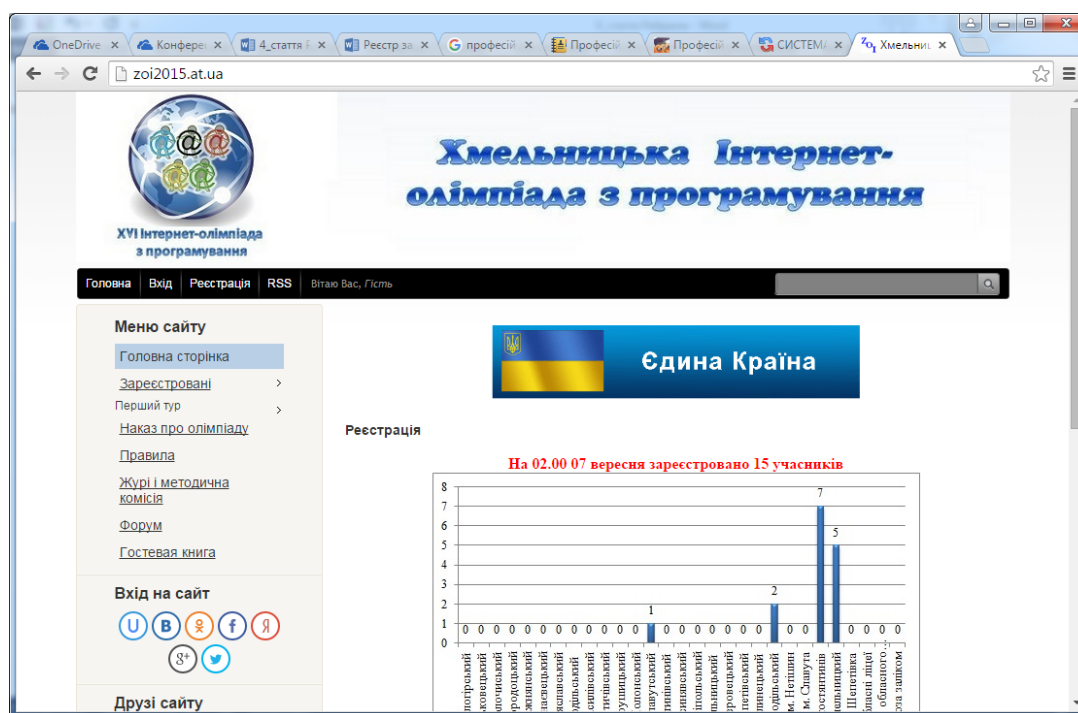 OneDrive
Конферен
4_стаття
Реєстр за
професій
Професій
Професій
СИСТЕМА
Хмельниц
zoi2015.at.ua
Хмельницька Інтернет-
олімпіада з програмування
XVI Інтернет-олімпіада
з програмування
Головна Вхід Реєстрація RSS Вітаю Вас, Гість
Меню сайту
Головна сторінка
Зареєстровані
Перший тур
Наказ про олімпіаду
Правила
Журі і методична
комісія
Форум
Гостевая книга
Вхід на сайт
Друзі сайту
Єдина Країна
Реєстрація
На 02.00 07 вересня зареєстровано 15 учасників
8
7
6
5
4
3
2
1
0
0 0 0 0 0 0 0 0 0 0 0 0 1 0 0 0 0 0 0 0 2 0 0 7 5 0 0 0 0
м. Нетішин
м. Славута
Шепетівка